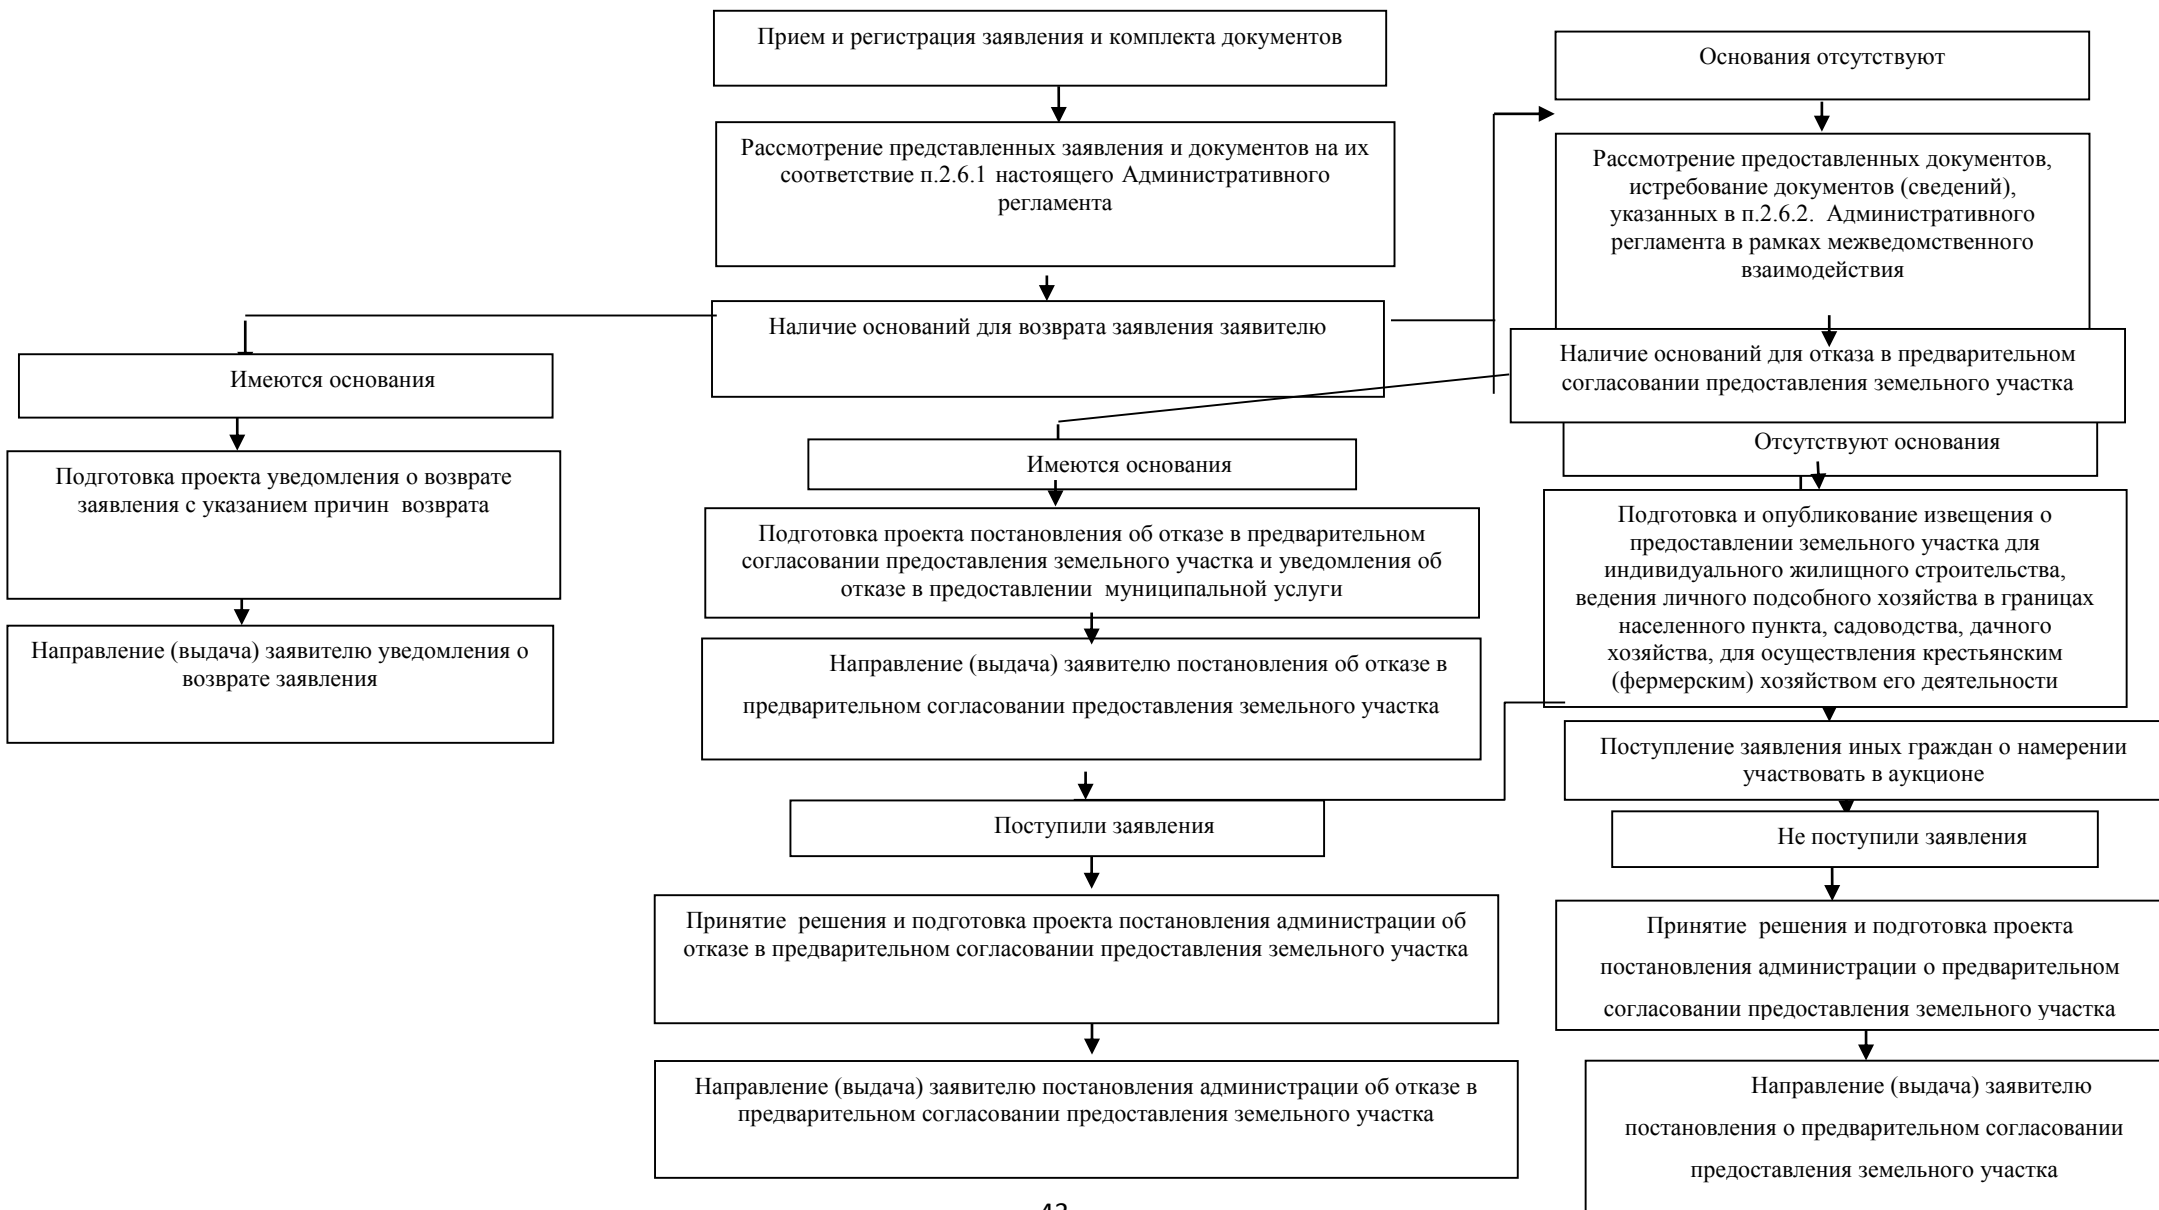 Прием и регистрация заявления и комплекта документов
Основания отсутствуют
Рассмотрение представленных заявления и документов на их
соответствие п.2.6.1 настоящего Административного
регламента
Рассмотрение предоставленных документов,
истребование документов (сведений),
указанных в п.2.6.2. Административного
регламента в рамках межведомственного
взаимодействия
Наличие оснований для возврата заявления заявителю
Имеются основания
Наличие оснований для отказа в предварительном
согласовании предоставления земельного участка
Отсутствуют основания
Подготовка проекта уведомления о возврате
заявления с указанием причин возврата
Имеются основания
Подготовка проекта постановления об отказе в предварительном
согласовании предоставления земельного участка и уведомления об
отказе в предоставлении муниципальной услуги
Подготовка и опубликование извещения о
предоставлении земельного участка для
индивидуального жилищного строительства,
ведения личного подсобного хозяйства в границах
населенного пункта, садоводства, дачного
хозяйства, для осуществления крестьянским
(фермерским) хозяйством его деятельности
Направление (выдача) заявителю уведомления о
возврате заявления
Направление (выдача) заявителю постановления об отказе в
предварительном согласовании предоставления земельного участка
Поступление заявления иных граждан о намерении
участвовать в аукционе
Поступили заявления
Не поступили заявления
Принятие решения и подготовка проекта постановления администрации об
отказе в предварительном согласовании предоставления земельного участка
Принятие решения и подготовка проекта
постановления администрации о предварительном
согласовании предоставления земельного участка
Направление (выдача) заявителю постановления администрации об отказе в
предварительном согласовании предоставления земельного участка
Направление (выдача) заявителю
постановления о предварительном согласовании
предоставления земельного участка